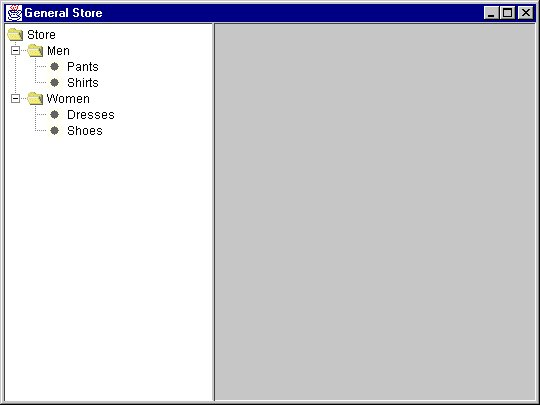 General Store
Store
Men
Pants
Shirts
Women
Dresses
Shoes